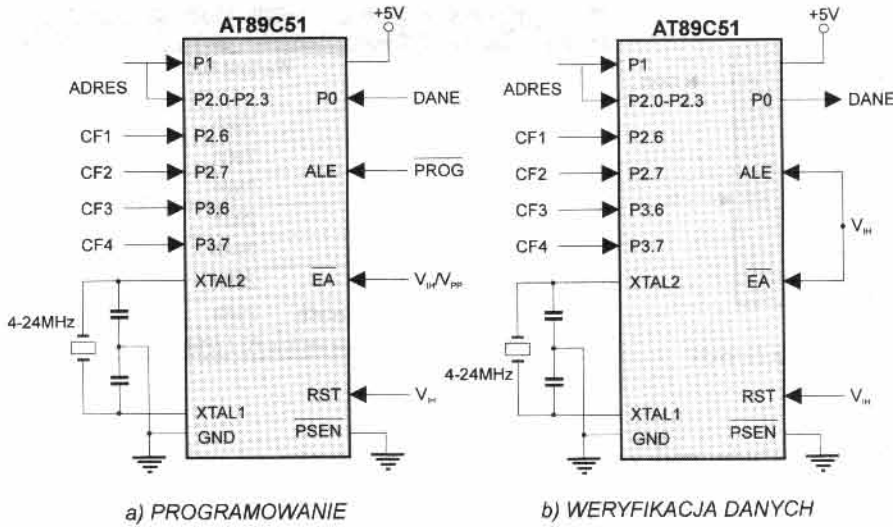 AT89C51
+5V
P1
ADRES
P2.0-P2.3
P0
DANE
CF1
P2.6
CF2
P2.7
ALE
PROG
CF3
P3.6
CF4
P3.7
XTAL2
EA
VIH/VPP
4-24MHz
RST
VIH
XTAL1
GND
PSEN
a) PROGRAMOWANIE
AT89C51
+5V
P1
ADRES
P2.0-P2.3
P0
DANE
CF1
P2.6
CF2
P2.7
ALE
CF3
P3.6
VIH
CF4
P3.7
XTAL2
EA
4-24MHz
RST
VIH
XTAL1
GND
PSEN
b) WERYFIKACJA DANYCH